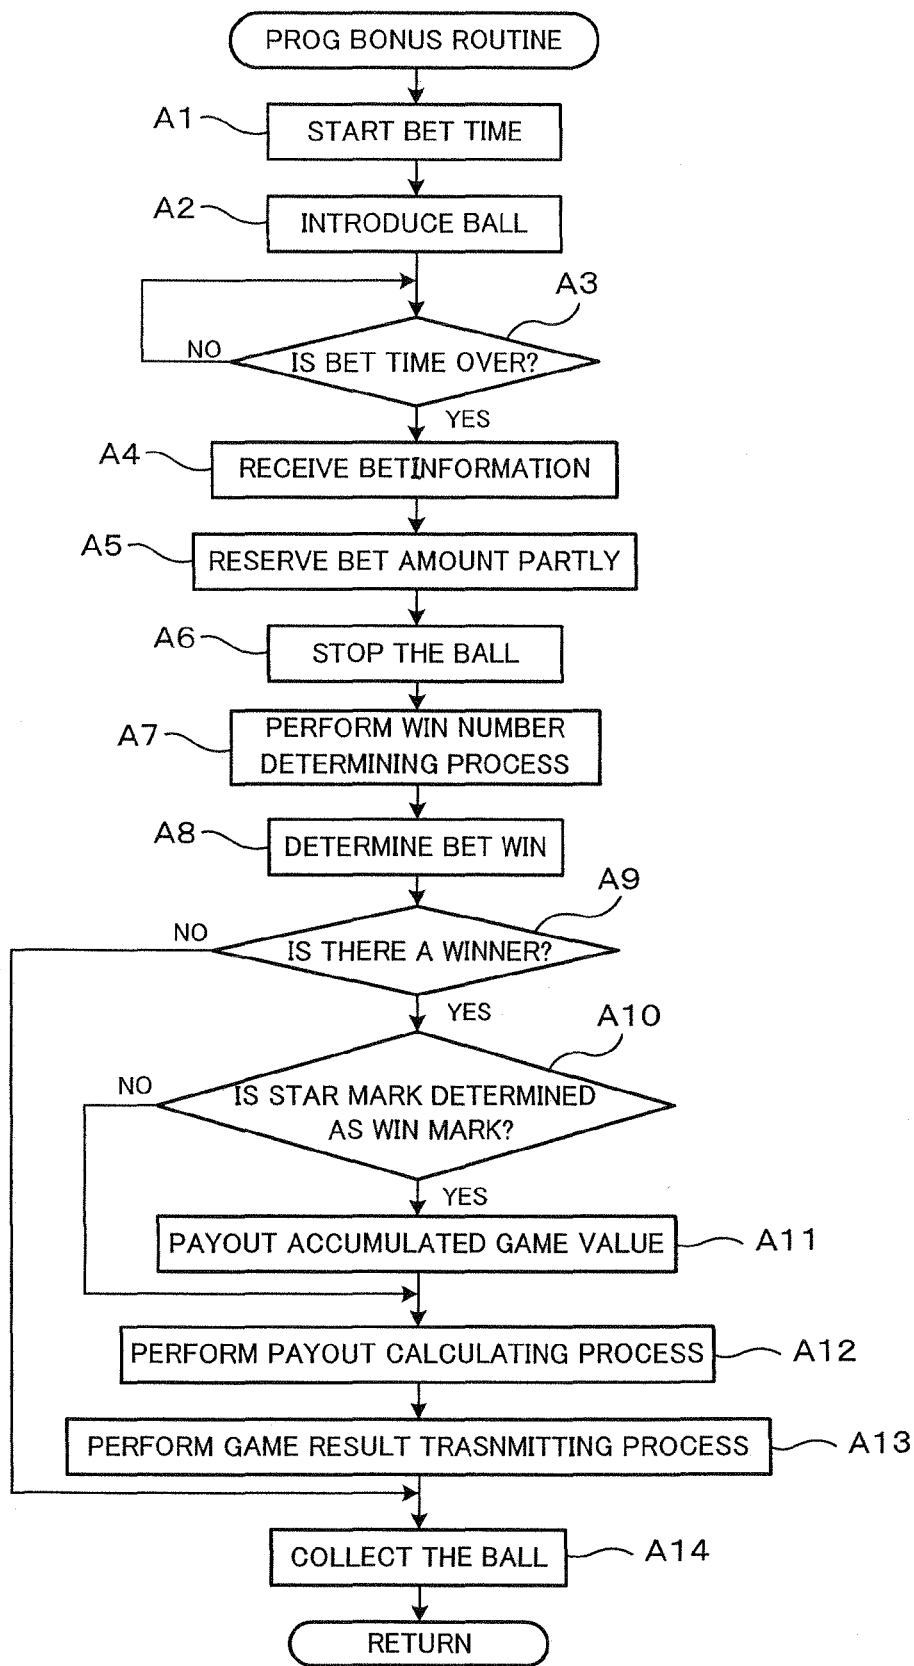 PROG BONUS ROUTINE
A1
START BET TIME
A2
INTRODUCE BALL
A3
NO
IS BET TIME OVER?
YES
A4
RECEIVE BETINFORMATION
A5
RESERVE BET AMOUNT PARTLY
A6
STOP THE BALL
A7
PERFORM WIN NUMBER
DETERMINING PROCESS
A8
DETERMINE BET WIN
A9
NO
IS THERE A WINNER?
YES
A10
NO
IS STAR MARK DETERMINED
AS WIN MARK?
YES
PAYOUT ACCUMULATED GAME VALUE
A11
PERFORM PAYOUT CALCULATING PROCESS
A12
PERFORM GAME RESULT TRASNMITTING PROCESS
A13
COLLECT THE BALL
A14
RETURN